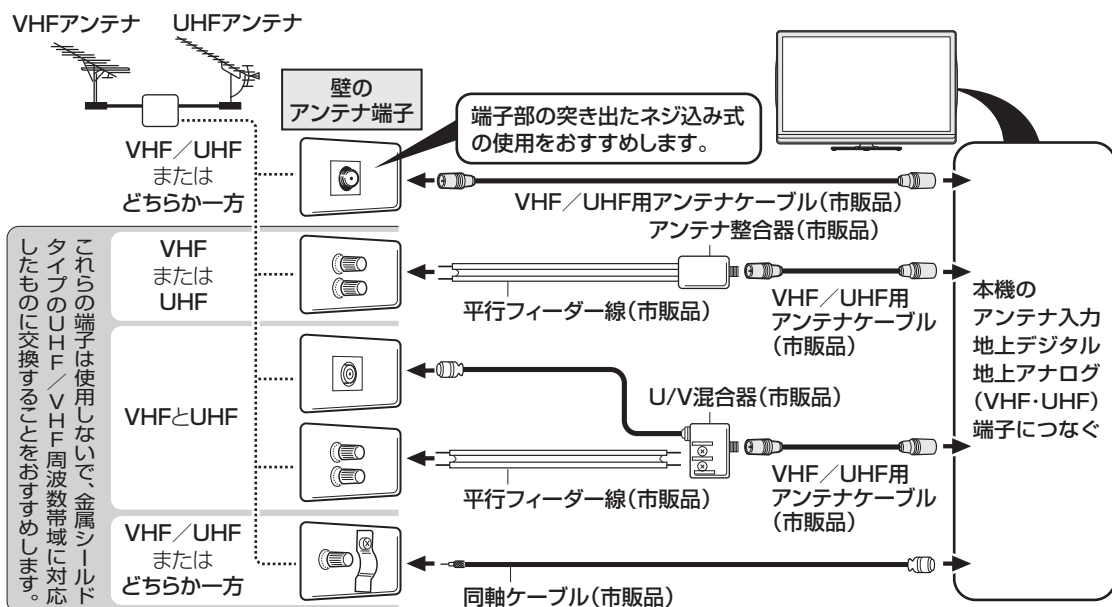 VHFアンテナ
UHFアンテナ
壁の
アンテナ端子
端子部の突き出たネジ込み式
の使用をおすすめします。
VHF／UHF
または
どちらか一方
VHF／UHF用アンテナケーブル（市販品）
アンテナ整合器（市販品）
VHF
または
UHF
平行フィーダー線（市販品）
VHF／UHF用
アンテナケーブル
（市販品）
U/V混合器（市販品）
VHFとUHF
平行フィーダー線（市販品）
VHF／UHF用
アンテナケーブル
（市販品）
VHF／UHF
または
どちらか一方
同軸ケーブル（市販品）
これらの端子は使用しないで、金属シールド
タイプのUHF／VHF周波数帯域に対応
したものに交換することをおすすめします。
本機の
アンテナ入力
地上デジタル
地上アナログ
（VHF・UHF）
端子につなぐ